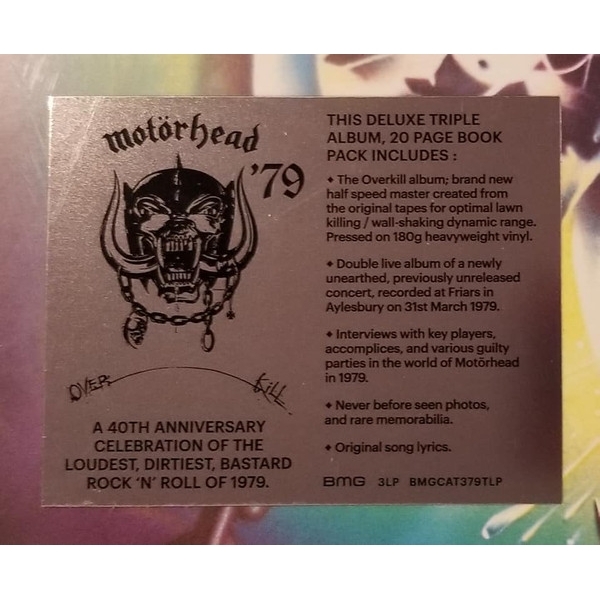 motörhead
'79
OVER
KILL
A 40TH ANNIVERSARY
CELEBRATION OF THE
LOUDEST, DIRTIEST, BASTARD
ROCK 'N' ROLL OF 1979.
THIS DELUXE TRIPLE
ALBUM, 20 PAGE BOOK
PACK INCLUDES :
♦ The Overkill album; brand new
half speed master created from
the original tapes for optimal lawn
killing / wall-shaking dynamic range.
Pressed on 180g heavyweight vinyl.
♦ Double live album of a newly
unearthed, previously unreleased
concert, recorded at Friars in
Aylesbury on 31st March 1979.
♦ Interviews with key players,
accomplices, and various guilty
parties in the world of Motörhead
in 1979.
♦ Never before seen photos,
and rare memorabilia.
♦ Original song lyrics.
BMG 3LP BMGCAT379TLP